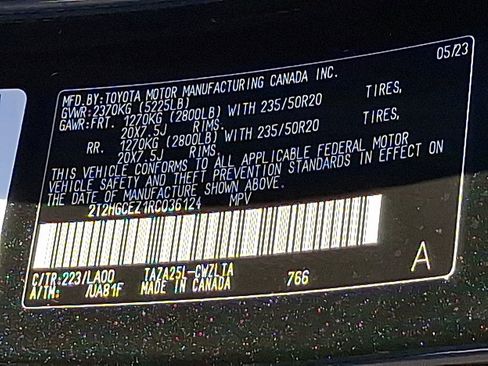 05/23
MFD.BY:TOYOTA MOTOR MANUFACTURING CANADA INC.
GVWR:2370KG (5225LB)
GAWR:FRT. 1270KG (2800LB) WITH 235/50R20 TIRES,
20X7.5J RIMS.
RR. 1270KG (2800LB) WITH 235/50R20 TIRES,
20X7.5J RIMS.
THIS VEHICLE CONFORMS TO ALL APPLICABLE FEDERAL MOTOR
VEHICLE SAFETY AND THEFT PREVENTION STANDARDS IN EFFECT ON
THE DATE OF MANUFACTURE SHOWN ABOVE.
2T2HGCEZ1RC036124 MPV
C/TR:223/LA00 TAZA25L-CWZLIA 766
A/TM: /UA81F MADE IN CANADA
A